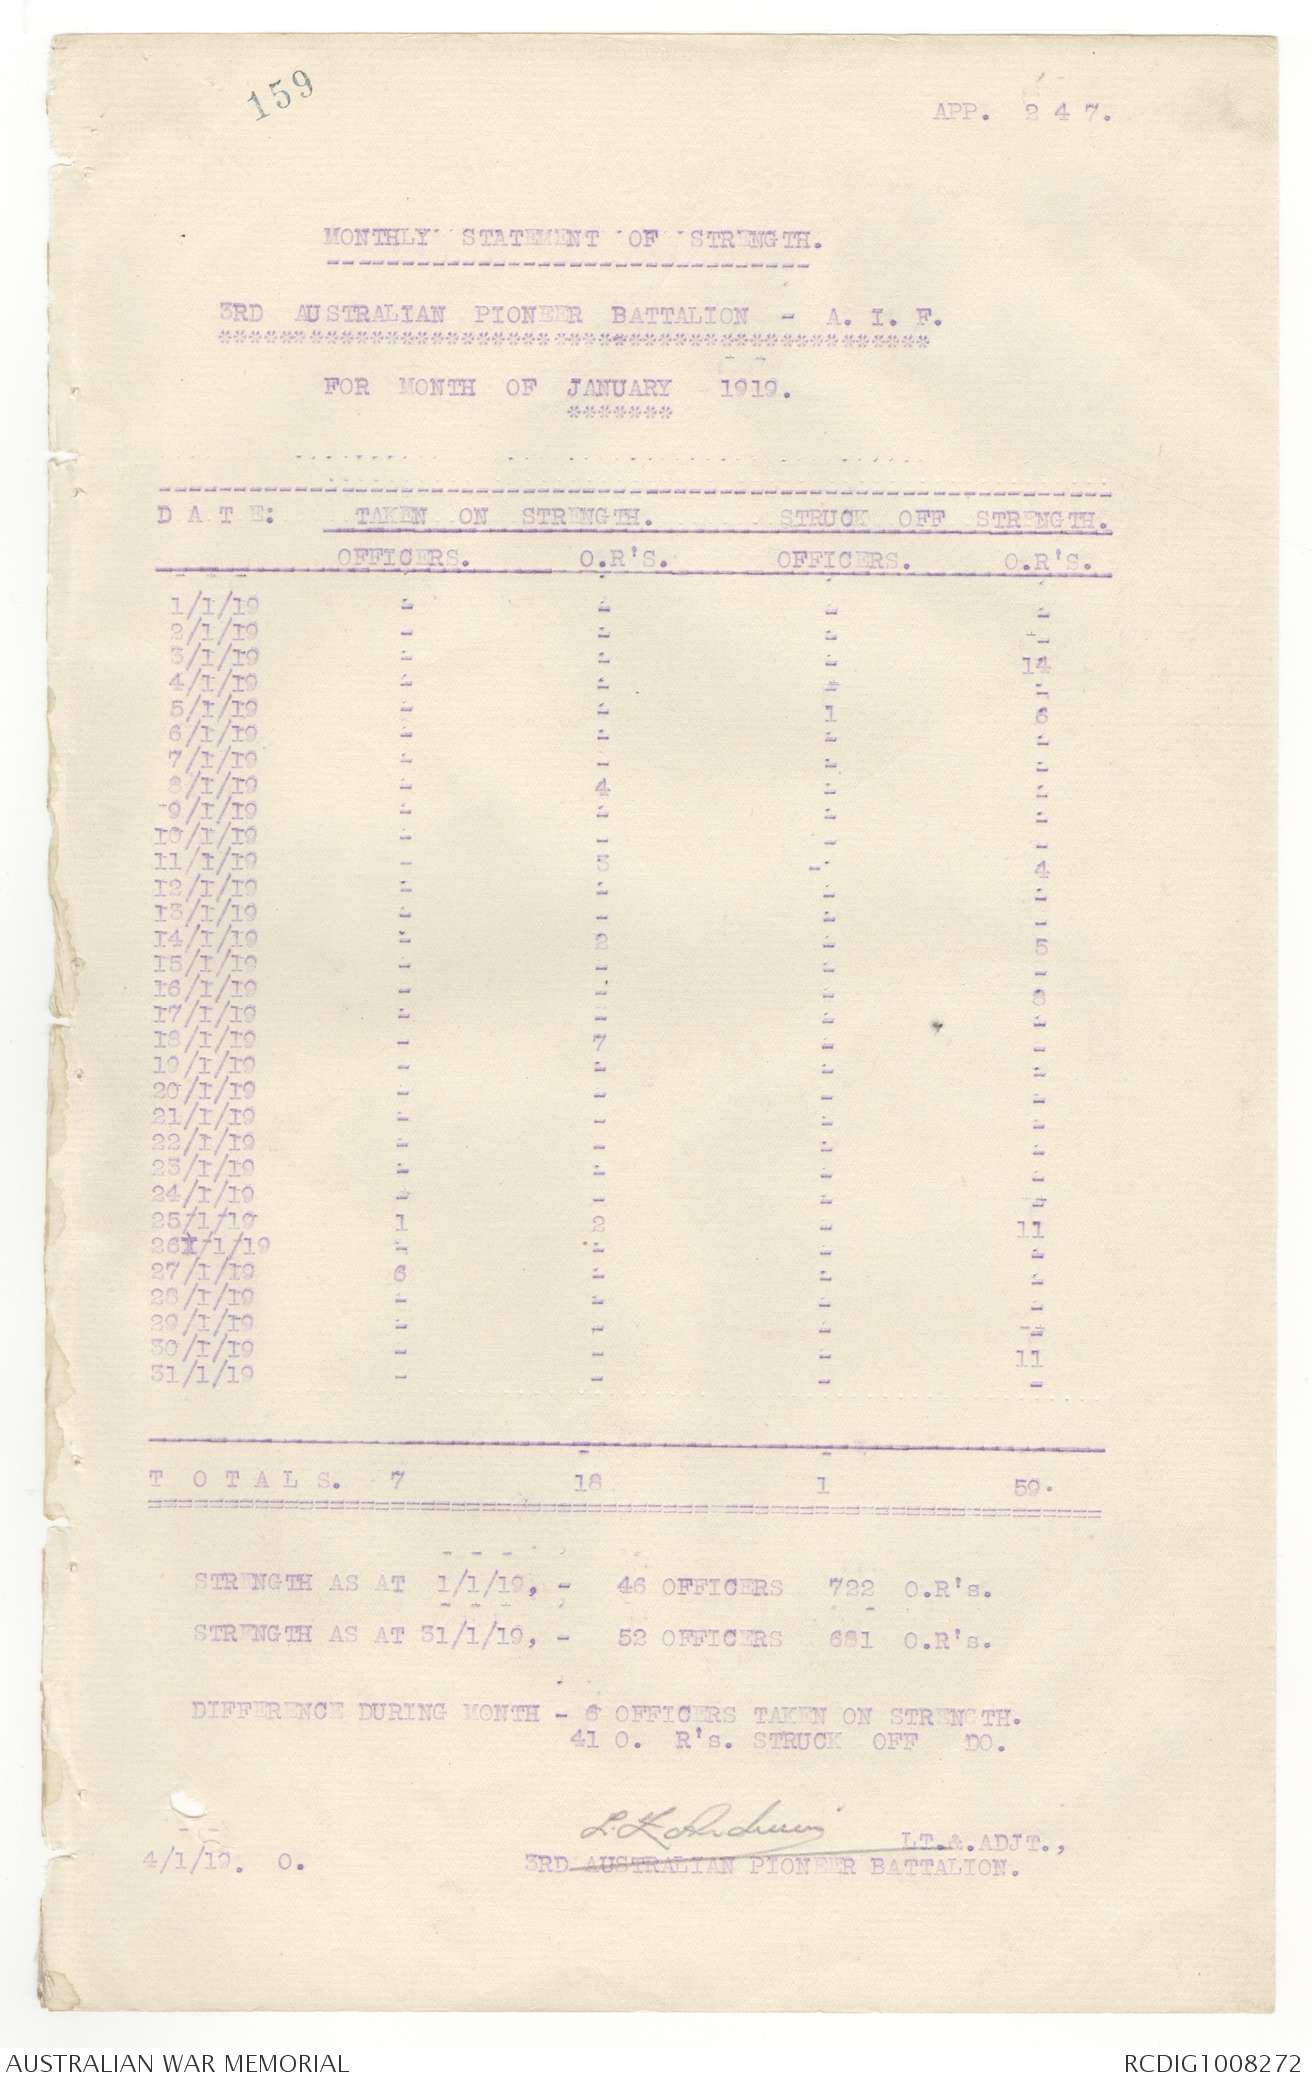 159
APP. 2 4 7.
MONTHLY STATEMENT OF STRENGTH.
3RD AUSTRALIAN PIONEER BATTALION - A. I. F.
FOR MONTH OF JANUARY 1919.
D A T E: TAKEN ON STRENGTH. STRUCK OFF STRENGTH.
OFFICERS. O.R'S. OFFICERS. O.R'S.
1/1/19 - - - -
2/1/19 - - - -
3/1/19 - - - 14
4/1/19 - - - -
5/1/19 - - 1 6
6/1/19 - - - -
7/1/19 - - - -
8/1/19 - 4 - -
9/1/19 - - - -
10/1/19 - - - -
11/1/19 - 3 - 4
12/1/19 - - - -
13/1/19 - - - -
14/1/19 - 2 - 5
15/1/19 - - - -
16/1/19 - - - 8
17/1/19 - - - -
18/1/19 - 7 - -
19/1/19 - - - -
20/1/19 - - - -
21/1/19 - - - -
22/1/19 - - - -
23/1/19 - - - -
24/1/19 - - - -
25/1/19 1 2 - 11
26/1/19 - - - -
27/1/19 6 - - -
28/1/19 - - - -
29/1/19 - - - -
30/1/19 - - - 11
31/1/19 - - - -
T O T A L S. 7 18 1 59.
STRENGTH AS AT 1/1/19, - 46 OFFICERS 722 O.R's.
STRENGTH AS AT 31/1/19, - 52 OFFICERS 681 O.R's.
DIFFERENCE DURING MONTH - 6 OFFICERS TAKEN ON STRENGTH.
41 O. R's. STRUCK OFF DO.
LT.&.ADJT.,
4/1/19. O. 3RD AUSTRALIAN PIONEER BATTALION.
AUSTRALIAN WAR MEMORIAL RCDIG1008272